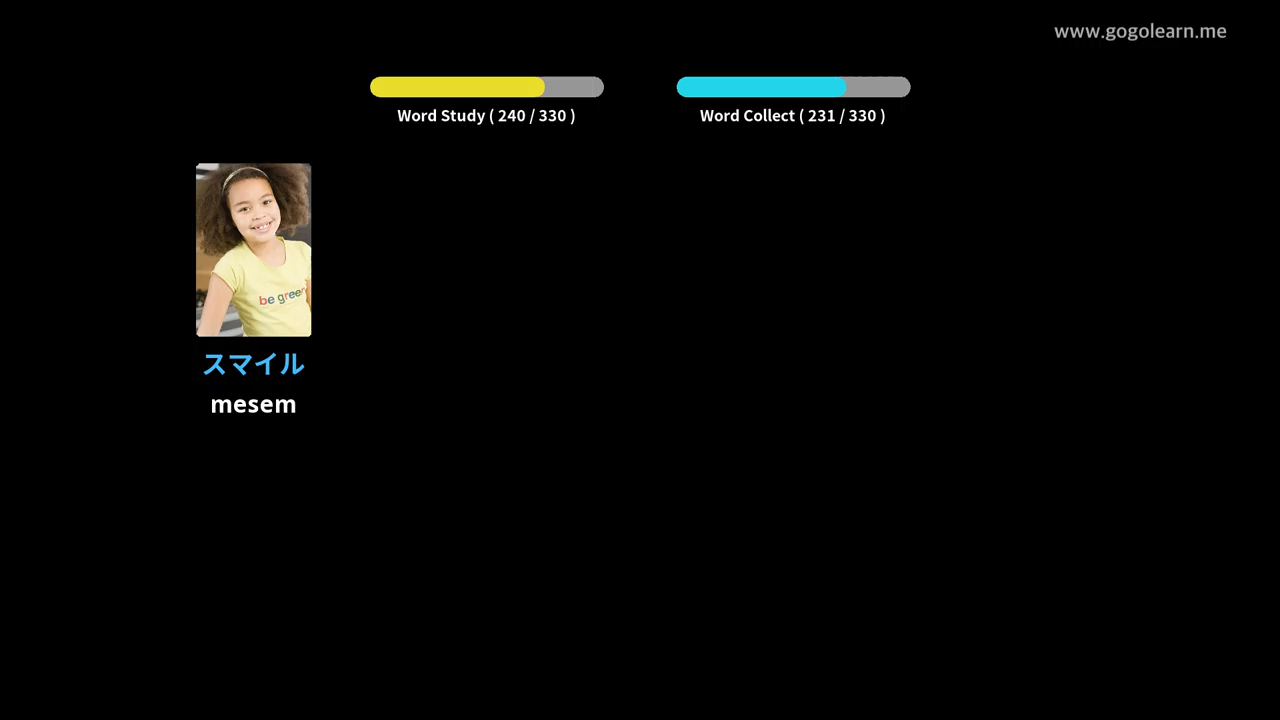 www.gogolearn.me
Word Study ( 240 / 330 )
Word Collect ( 231 / 330 )
be green
スマイル
mesem